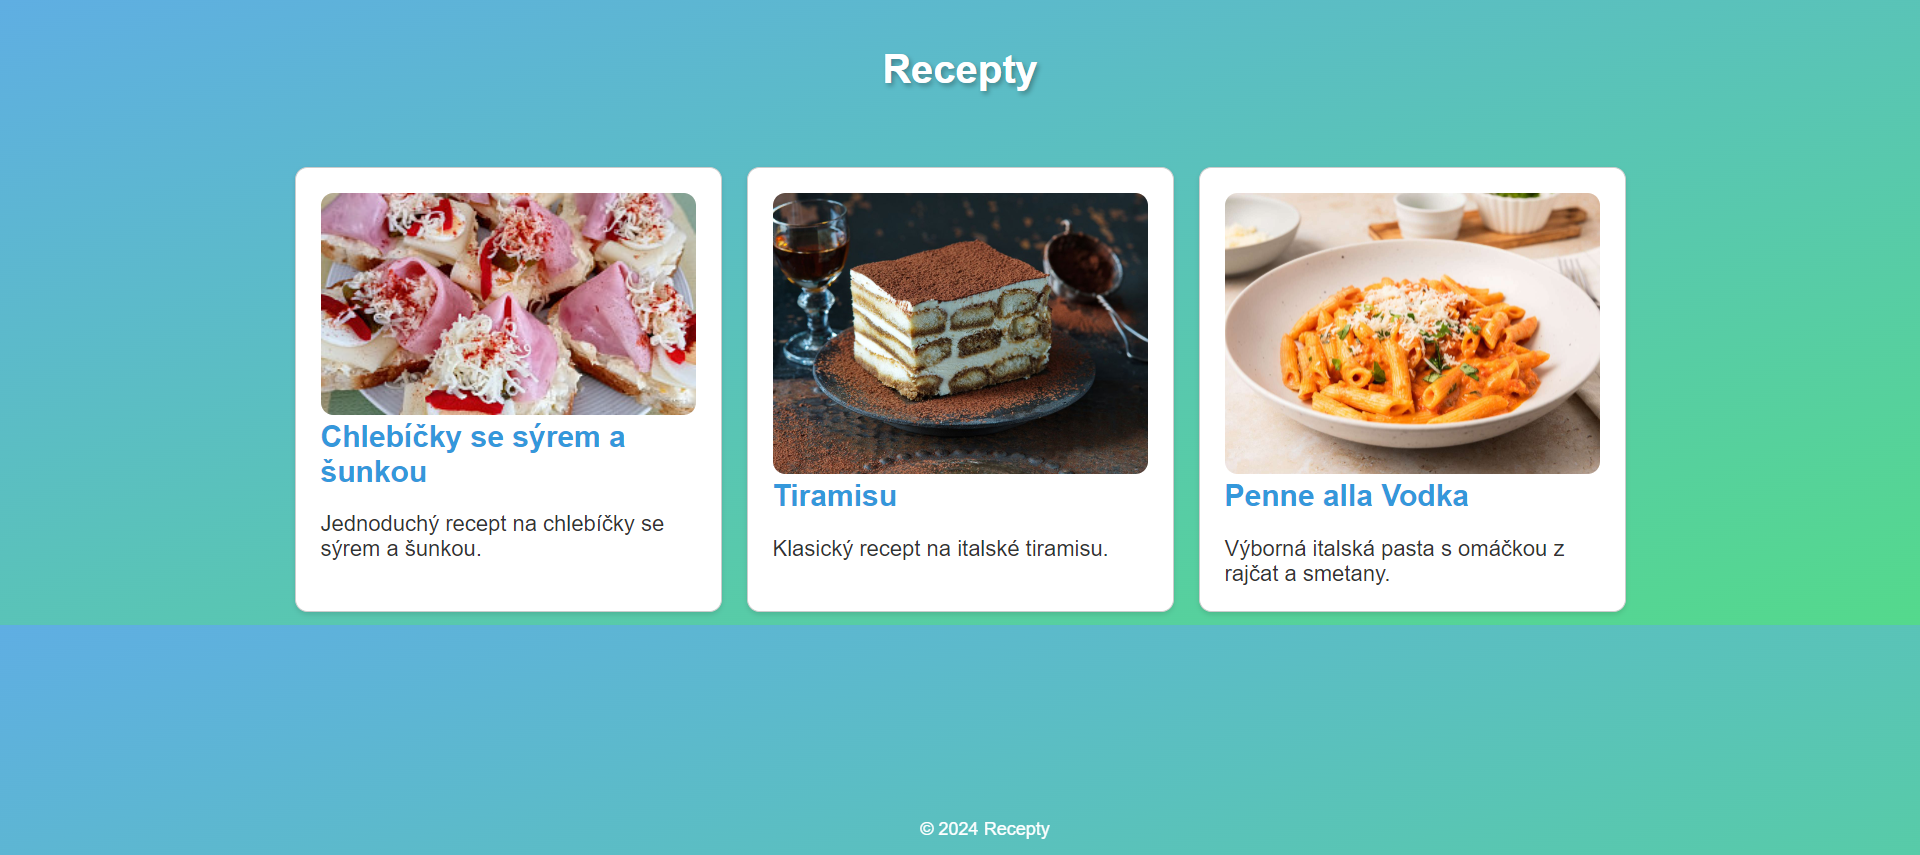 Recepty
Chlebíčky se sýrem a
šunkou
Jednoduchý recept na chlebíčky se
sýrem a šunkou.
Tiramisu
Klasický recept na italské tiramisu.
Penne alla Vodka
Výborná italská pasta s omáčkou z
rajčat a smetany.
© 2024 Recepty